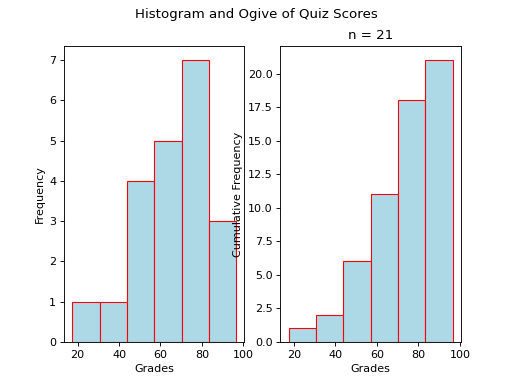 Histogram and Ogive of Quiz Scores
n = 21
7
6
5
4
3
2
1
0
Frequency
20 40 60 80 100
Grades
20.0
17.5
15.0
12.5
10.0
7.5
5.0
2.5
0.0
Cumulative Frequency
20 40 60 80 100
Grades